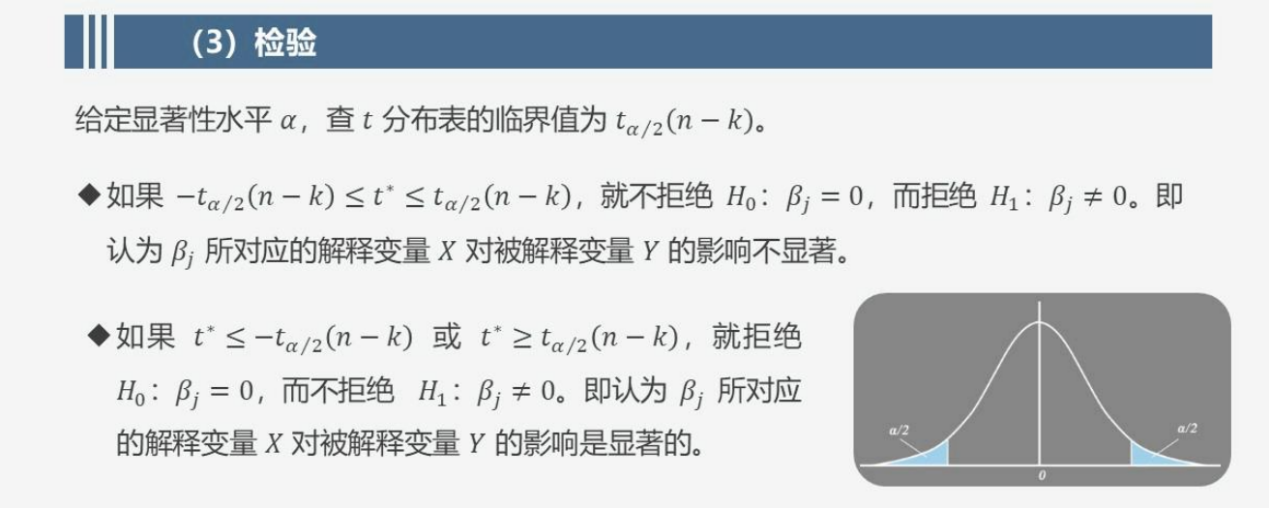 （3）检验
给定显著性水平 α，查 t 分布表的临界值为 t_{α/2}(n − k)。
◆如果 −t_{α/2}(n − k) ≤ t* ≤ t_{α/2}(n − k)，就不拒绝 H₀：β_j = 0，而拒绝 H₁：β_j ≠ 0。即
认为 β_j 所对应的解释变量 X 对被解释变量 Y 的影响不显著。
◆如果 t* ≤ −t_{α/2}(n − k) 或 t* ≥ t_{α/2}(n − k)，就拒绝
H₀：β_j = 0，而不拒绝 H₁：β_j ≠ 0。即认为 β_j 所对应
的解释变量 X 对被解释变量 Y 的影响是显著的。
α/2
α/2
0